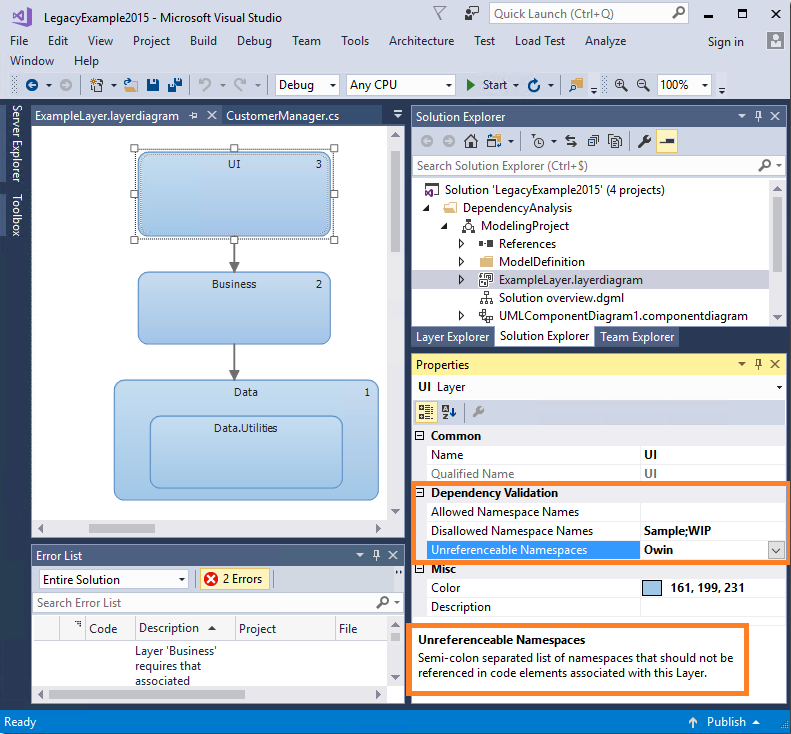 LegacyExample2015 - Microsoft Visual Studio
Quick Launch (Ctrl+Q)
File Edit View Project Build Debug Team Tools Architecture Test Load Test Analyze
Sign in
Window Help
Debug Any CPU Start 100%
Server Explorer
Toolbox
ExampleLayer.layerdiagram CustomerManager.cs
UI 3
Business 2
Data 1
Data.Utilities
Error List
Entire Solution 2 Errors
Search Error List
Code Description Project File
Layer 'Business'
requires that
associated
Solution Explorer
Search Solution Explorer (Ctrl+$)
Solution 'LegacyExample2015' (4 projects)
DependencyAnalysis
ModelingProject
References
ModelDefinition
ExampleLayer.layerdiagram
Solution overview.dgml
UMLComponentDiagram1.componentdiagram
Layer Explorer Solution Explorer Team Explorer
Properties
UI Layer
Common
Name UI
Qualified Name UI
Dependency Validation
Allowed Namespace Names
Disallowed Namespace Names Sample;WIP
Unreferenceable Namespaces Owin
Misc
Color 161, 199, 231
Description
Unreferenceable Namespaces
Semi-colon separated list of namespaces that should not be
referenced in code elements associated with this Layer.
Ready Publish